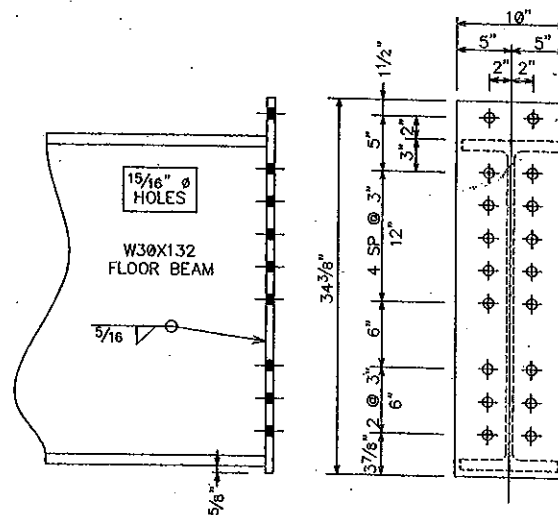 10"
5" 5"
2" 2"
1 1/2"
2"
5"
3"
15/16" ø
HOLES
4 SP @ 3"
12"
W30X132
FLOOR BEAM
34 3/8"
5/16
6"
2 @ 3"
6"
3 7/8"
5/8"